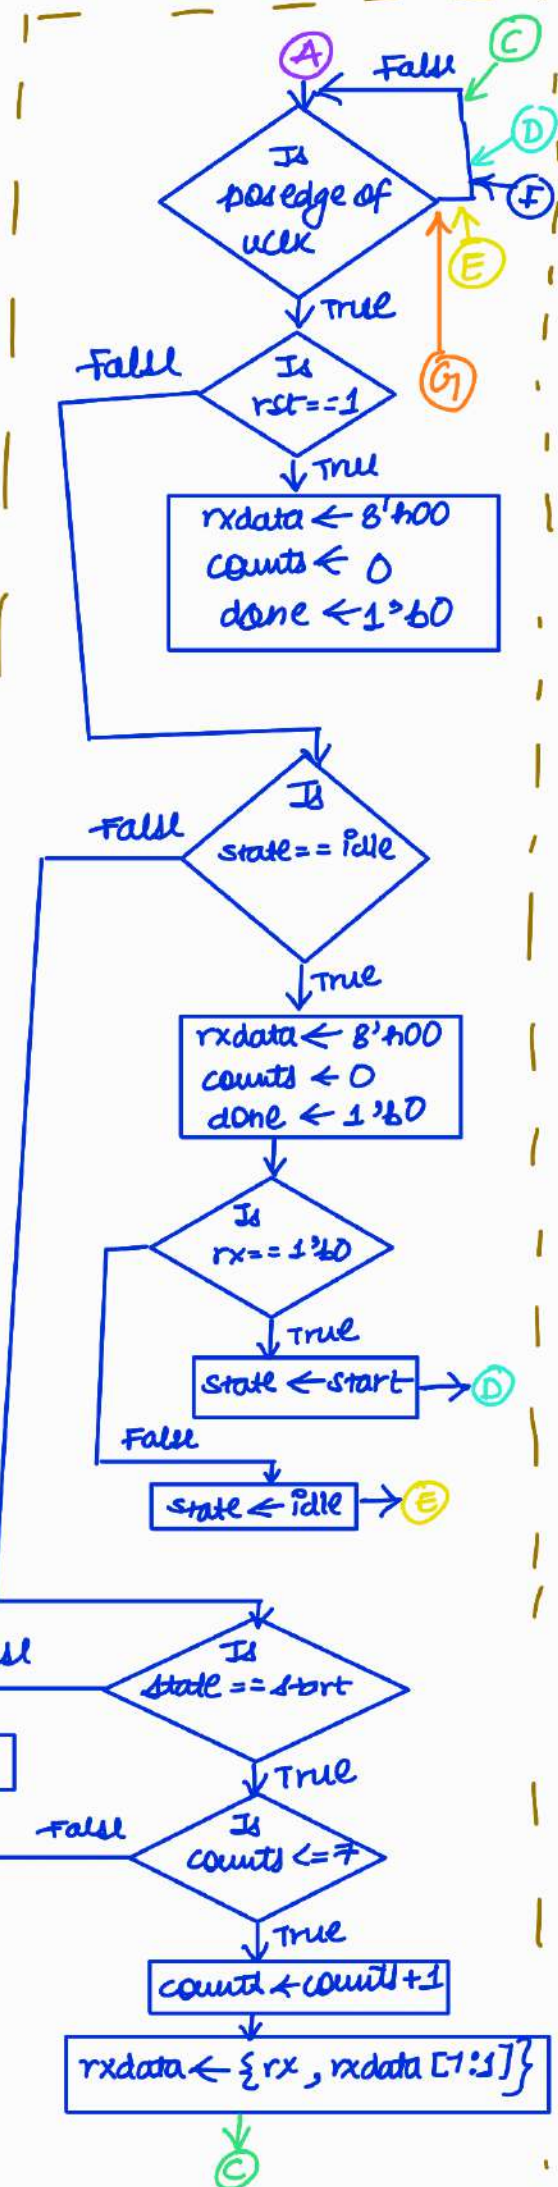 A
False
C
D
F
E
Is
posedge of
uclk
True
G
False
Is
rst==1
True
rxdata ← 8'h00
counts ← 0
done ← 1'b0
Is
state == idle
False
True
rxdata ← 8'h00
counts ← 0
done ← 1'b0
Is
rx == 1'b0
True
state ← start
D
False
state ← idle
E
Is
state == start
True
False
Is
counts <= 7
True
counts ← counts+1
rxdata ← {rx, rxdata [7:1]}
C